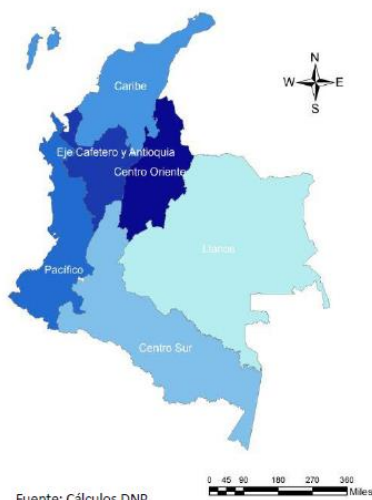 Caribe
N
W E
S
Eje Cafetero y Antioquia
Centro Oriente
Llanos
Pacífico
Centro Sur
0 45 90 180 270 360
Miles
Fuente: Cálculos DNP